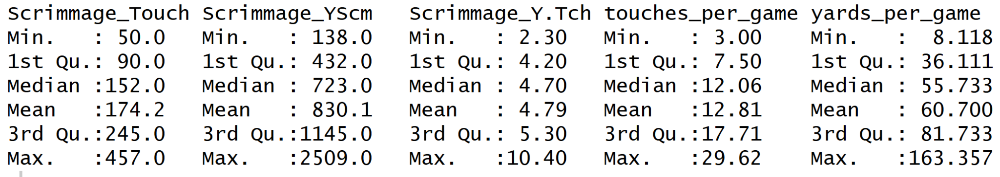 Scrimmage_Touch Scrimmage_YScm   Scrimmage_Y.Tch touches_per_game yards_per_game
Min.   : 50.0   Min.   : 138.0   Min.   : 2.30   Min.   : 3.00    Min.   :  8.118
1st Qu.: 90.0   1st Qu.: 432.0   1st Qu.: 4.20   1st Qu.: 7.50    1st Qu.: 36.111
Median :152.0   Median : 723.0   Median : 4.70   Median :12.06    Median : 55.733
Mean   :174.2   Mean   : 830.1   Mean   : 4.79   Mean   :12.81    Mean   : 60.700
3rd Qu.:245.0   3rd Qu.:1145.0   3rd Qu.: 5.30   3rd Qu.:17.71    3rd Qu.: 81.733
Max.   :457.0   Max.   :2509.0   Max.   :10.40   Max.   :29.62    Max.   :163.357